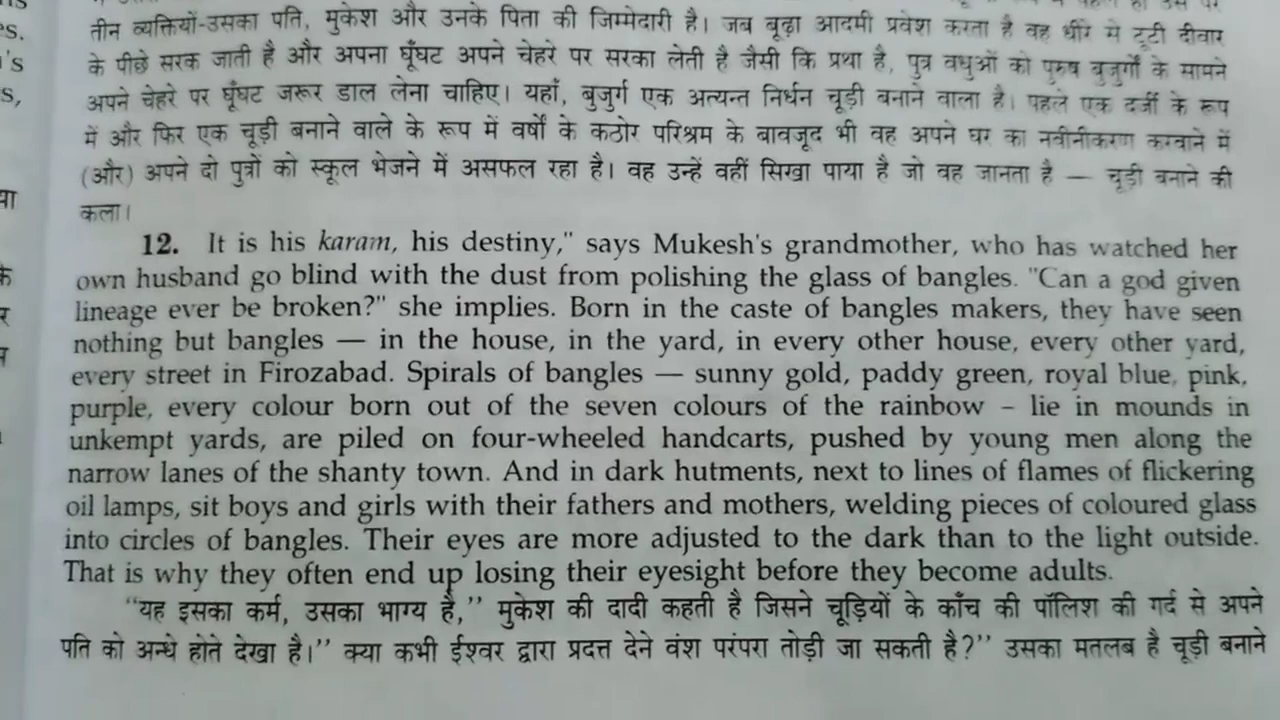 तीन व्यक्तियों-उसका पति, मुकेश और उनके पिता की जिम्मेदारी है। जब बूढ़ा आदमी प्रवेश करता है वह धीरे से टूटी दीवार
's के पीछे सरक जाती है और अपना घूँघट अपने चेहरे पर सरका लेती है जैसी कि प्रथा है, पुत्र वधुओं को पुरुष बुजुर्गों के सामने
अपने चेहरे पर घूँघट जरूर डाल लेना चाहिए। यहाँ, बुजुर्ग एक अत्यन्त निर्धन चूड़ी बनाने वाला है। पहले एक दर्जी के रूप
में और फिर एक चूड़ी बनाने वाले के रूप में वर्षों के कठोर परिश्रम के बावजूद भी वह अपने घर का नवीनीकरण करवाने में
(और) अपने दो पुत्रों को स्कूल भेजने में असफल रहा है। वह उन्हें वहीं सिखा पाया है जो वह जानता है — चूड़ी बनाने की
कला।
12. It is his karam, his destiny," says Mukesh's grandmother, who has watched her
own husband go blind with the dust from polishing the glass of bangles. "Can a god given
lineage ever be broken?" she implies. Born in the caste of bangles makers, they have seen
nothing but bangles — in the house, in the yard, in every other house, every other yard,
every street in Firozabad. Spirals of bangles — sunny gold, paddy green, royal blue, pink,
purple, every colour born out of the seven colours of the rainbow – lie in mounds in
unkempt yards, are piled on four-wheeled handcarts, pushed by young men along the
narrow lanes of the shanty town. And in dark hutments, next to lines of flames of flickering
oil lamps, sit boys and girls with their fathers and mothers, welding pieces of coloured glass
into circles of bangles. Their eyes are more adjusted to the dark than to the light outside.
That is why they often end up losing their eyesight before they become adults.
‘‘यह इसका कर्म, उसका भाग्य है,’’ मुकेश की दादी कहती है जिसने चूड़ियों के काँच की पॉलिश की गर्द से अपने
पति को अन्धे होते देखा है।’’ क्या कभी ईश्वर द्वारा प्रदत्त देने वंश परंपरा तोड़ी जा सकती है?’’ उसका मतलब है चूड़ी बनाने